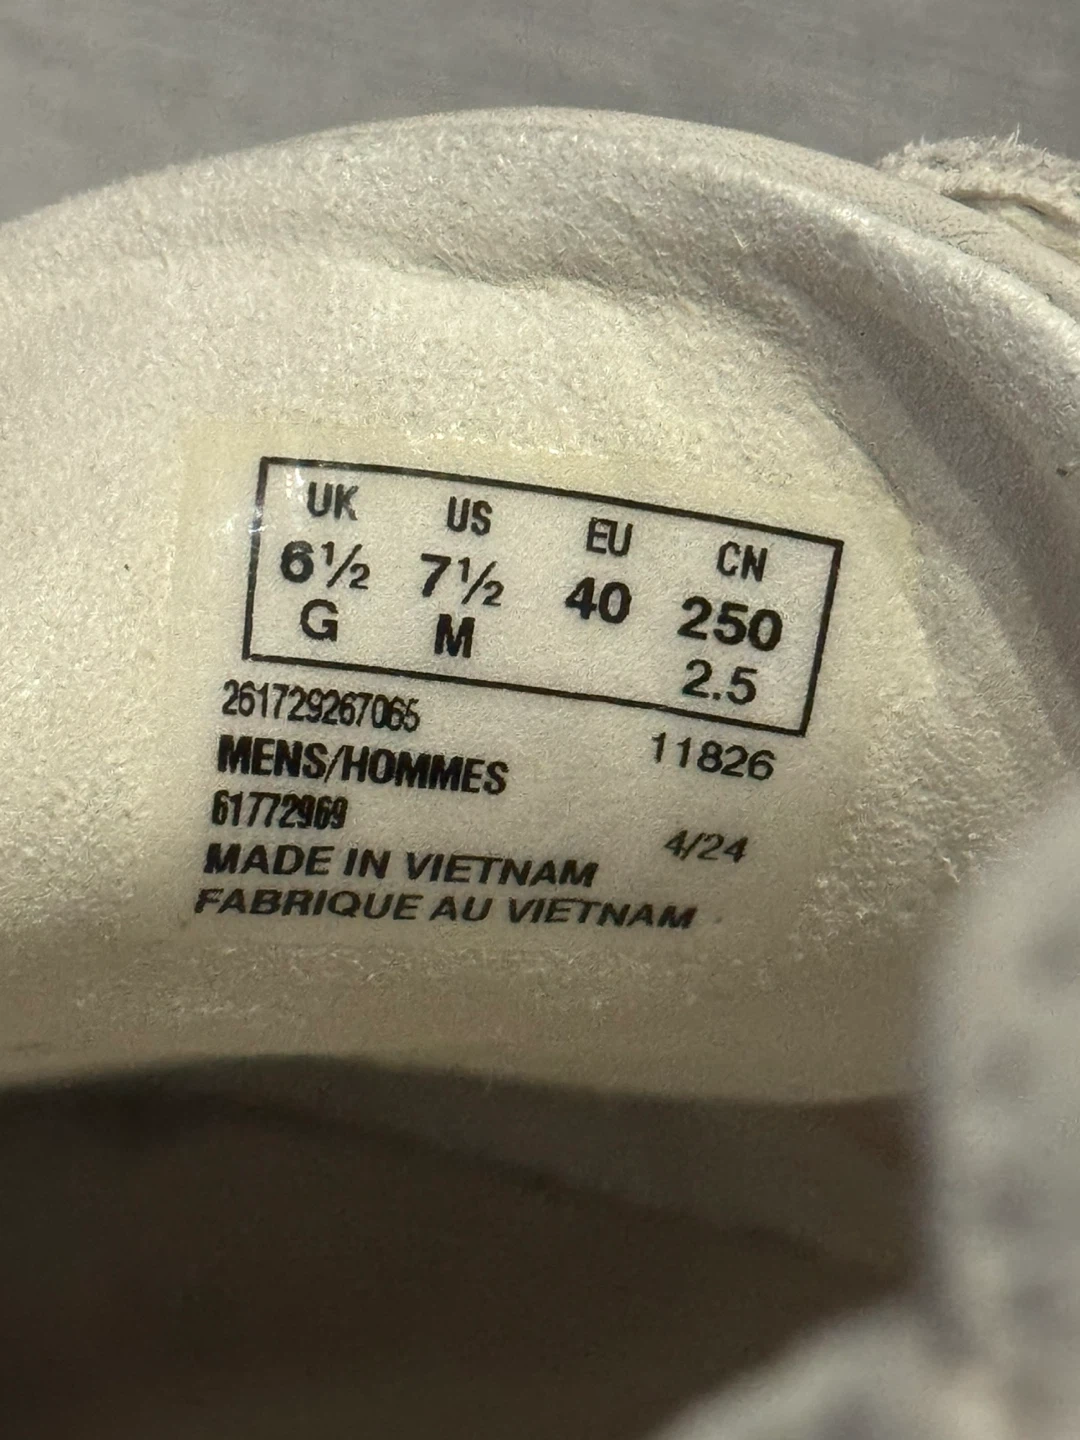 UK US EU CN
6½ 7½ 40 250
G M 2.5
261729267065 11826
MENS/HOMMES
61772969
MADE IN VIETNAM 4/24
FABRIQUE AU VIETNAM